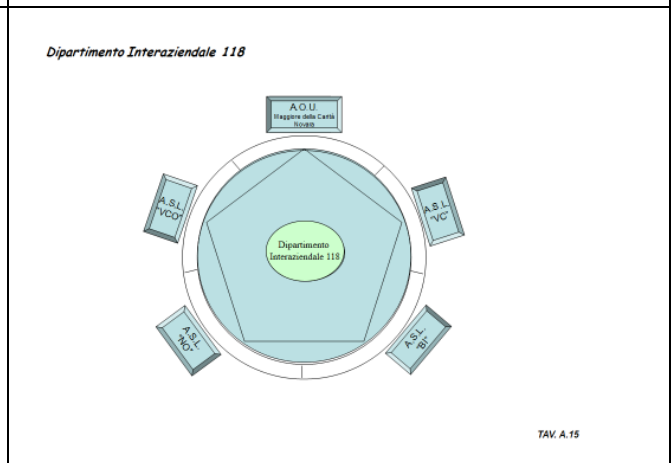 Dipartimento Interaziendale 118
A.O.U.
Maggiore della Carità
Novara
A.S.L.
"VCO"
A.S.L.
"VC"
Dipartimento
Interaziendale 118
A.S.L.
"NO"
A.S.L.
"BI"
TAV. A.15